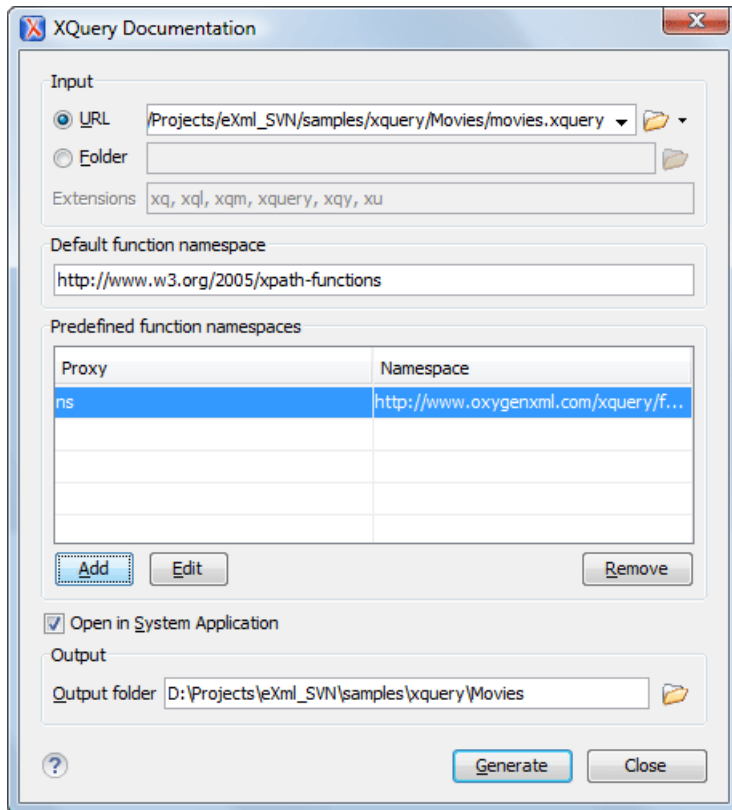 XQuery Documentation
Input
URL /Projects/eXml_SVN/samples/xquery/Movies/movies.xquery
Folder
Extensions xq, xql, xqm, xquery, xqy, xu
Default function namespace
http://www.w3.org/2005/xpath-functions
Predefined function namespaces
Proxy Namespace
ns http://www.oxygenxml.com/xquery/f...
Add Edit Remove
Open in System Application
Output
Output folder D:\Projects\eXml_SVN\samples\xquery\Movies
? Generate Close